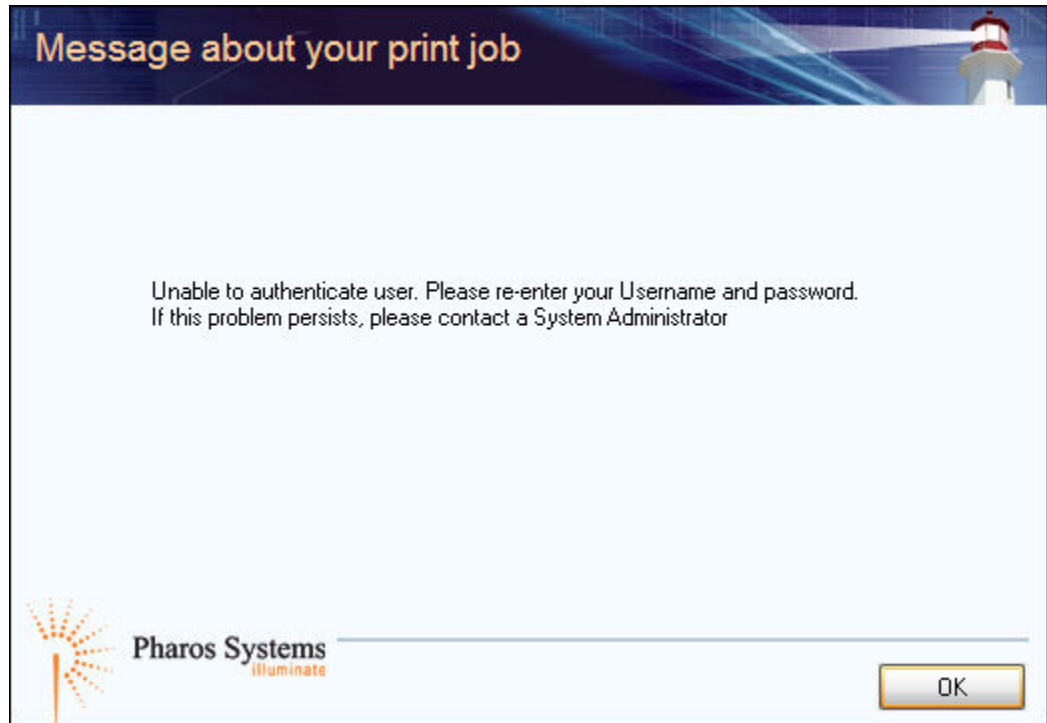 Message about your print job
Unable to authenticate user. Please re-enter your Username and password.
If this problem persists, please contact a System Administrator
Pharos Systems
illuminate
OK